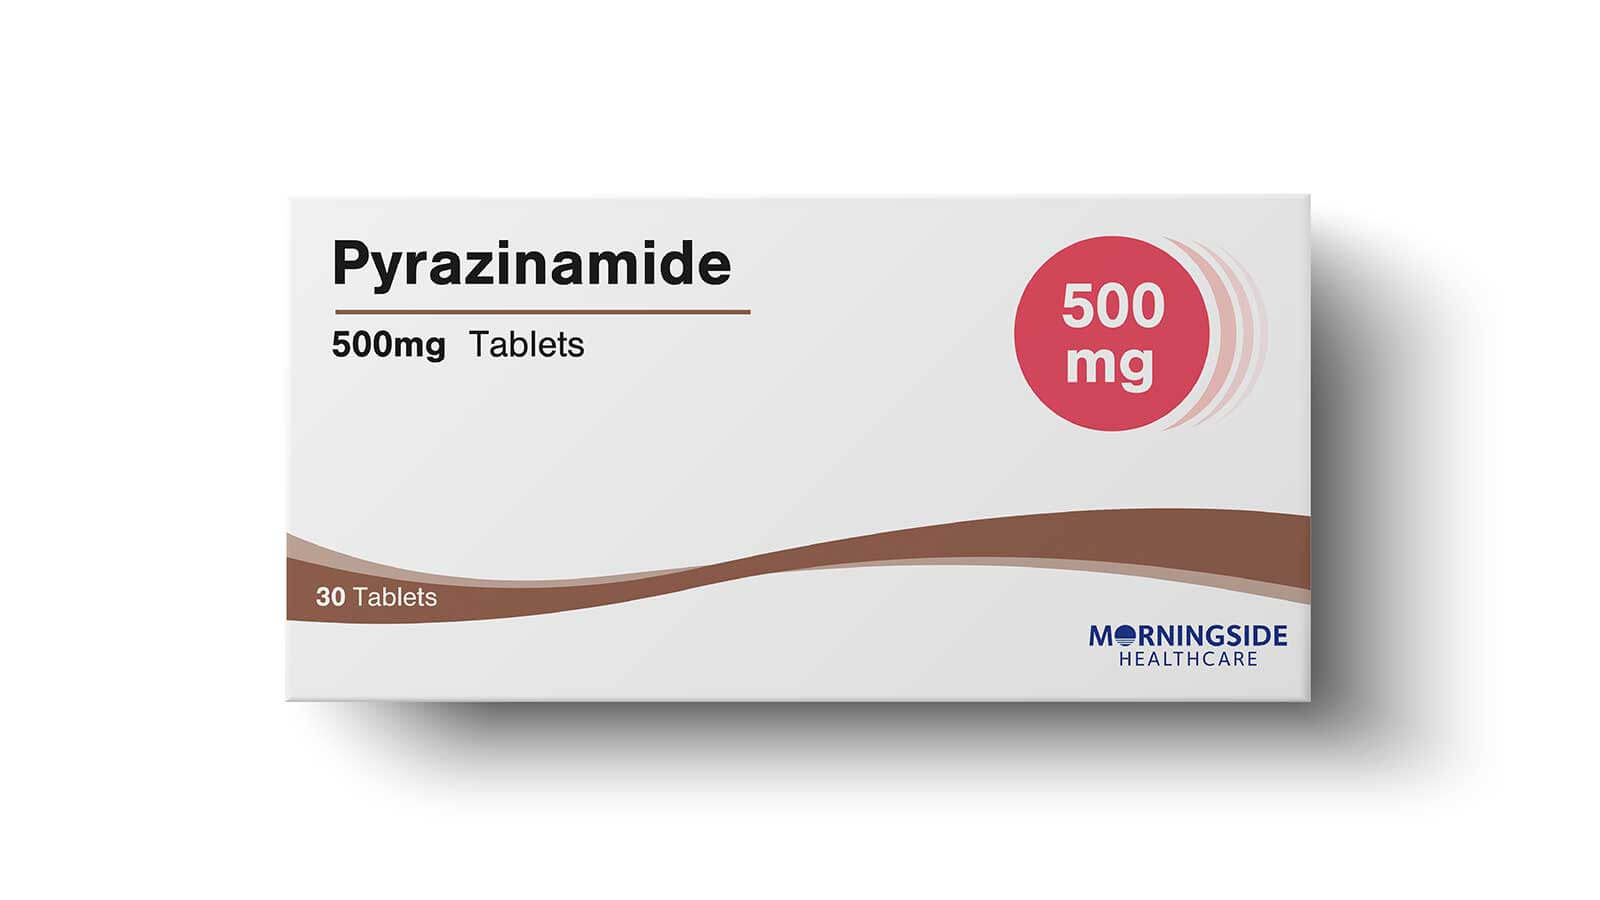 Pyrazinamide
500mg Tablets
500
mg
30 Tablets
MORNINGSIDE
HEALTHCARE